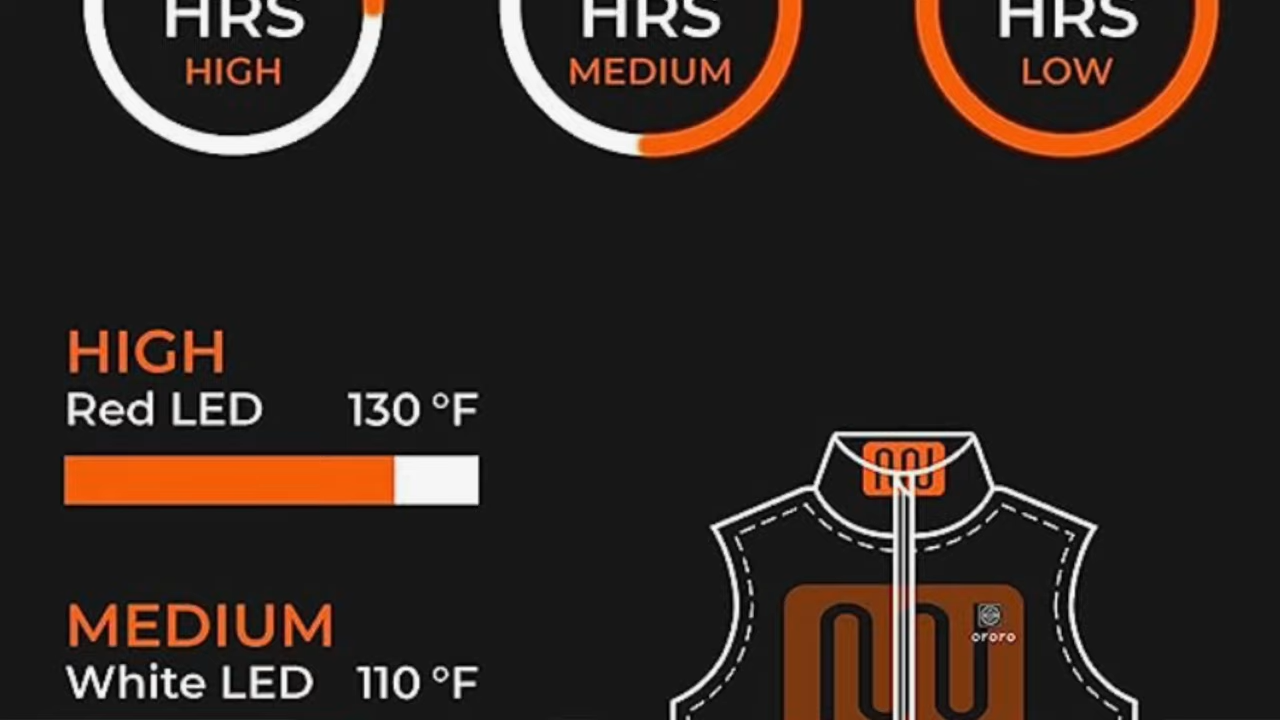 HRS HRS HRS
HIGH MEDIUM LOW
HIGH
Red LED 130 °F
MEDIUM
White LED 110 °F
ororo